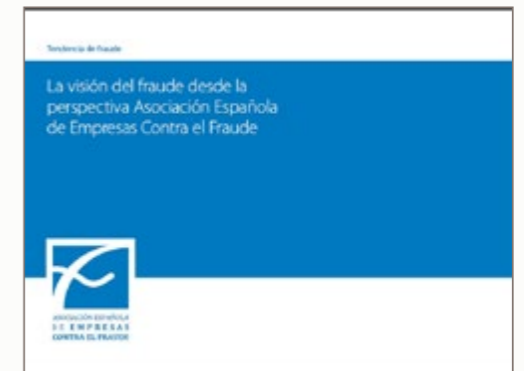 Tendencia de fraude
La visión del fraude desde la
perspectiva Asociación Española
de Empresas Contra el Fraude
ASOCIACIÓN ESPAÑOLA
DE EMPRESAS
CONTRA EL FRAUDE